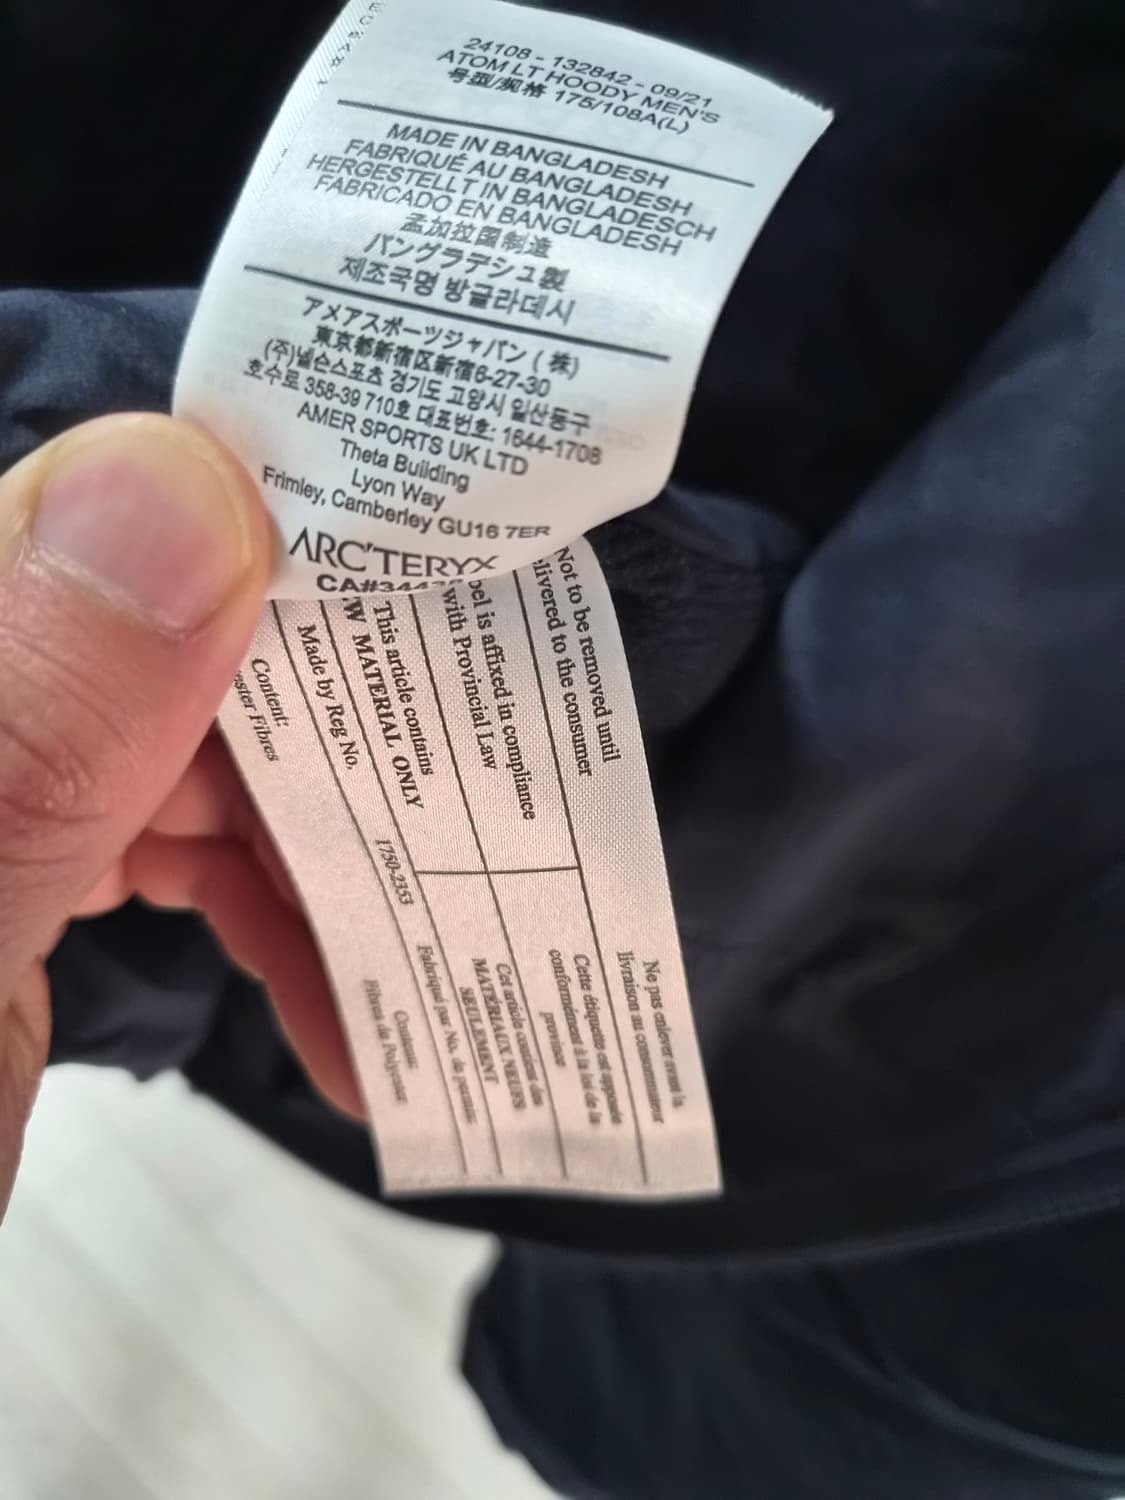 24108 - 132842 - 09/21
ATOM LT HOODY MEN'S
号型/规格 175/108A(L)
MADE IN BANGLADESH
FABRIQUÉ AU BANGLADESH
HERGESTELLT IN BANGLADESCH
FABRICADO EN BANGLADESH
孟加拉国制造
バングラデシュ製
제조국명 방글라데시
アメアスポーツジャパン (株)
東京都新宿区新宿6-27-30
(주)넬슨스포츠 경기도 고양시 일산동구
호수로 358-39 710호 대표번호: 1644-1708
AMER SPORTS UK LTD
Theta Building
Lyon Way
Frimley, Camberley GU16 7ER
ARC'TERYX
Not to be removed until
livered to the consumer
bel is affixed in compliance
with Provincial Law
This article contains
W MATERIAL ONLY
Made by Reg No.
1750-2353
Content:
ester Fibres
Ne pas enlever avant la
livraison au consommateur
Cette étiquette est apposée
conformément à la loi de la
province
Cet article contient des
MATÉRIAUX NEUFS
SEULEMENT
Fabriqué par No. de permis:
Contenu:
Fibres de Polyester